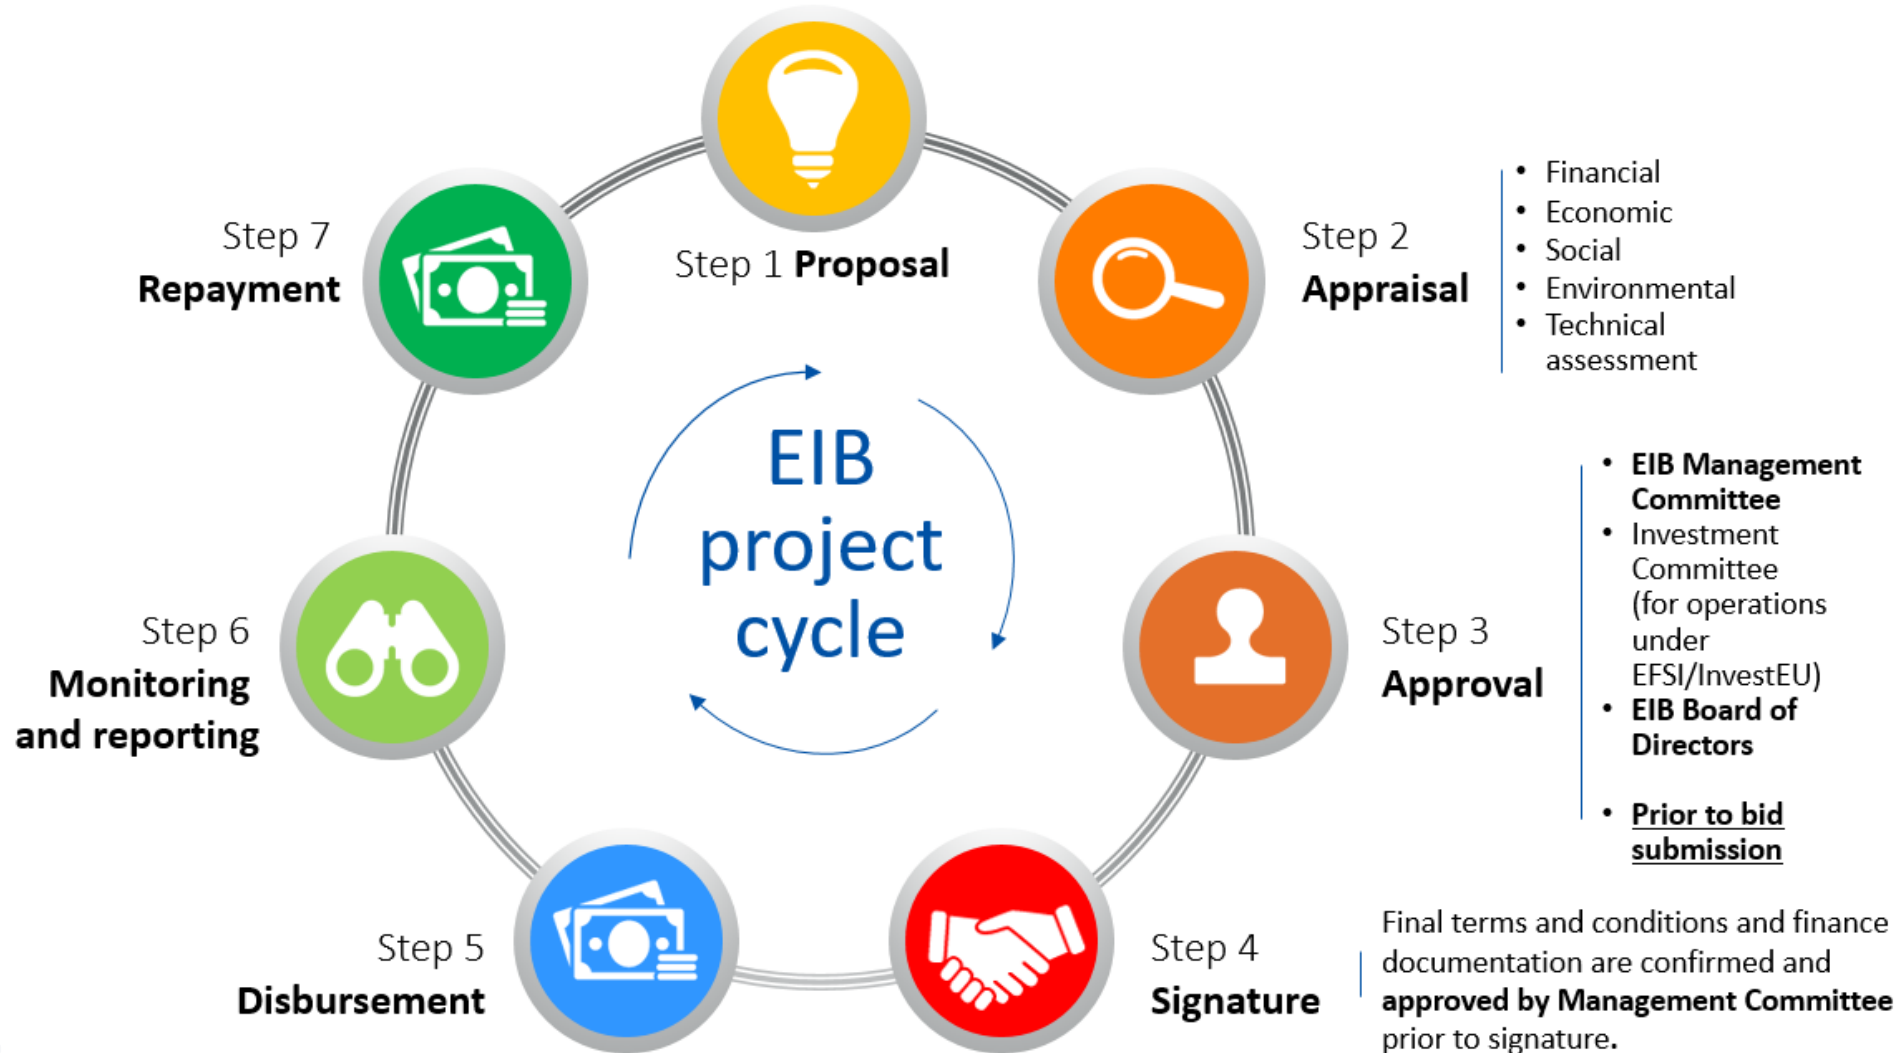 Step 1 Proposal
Step 2
Appraisal
• Financial
• Economic
• Social
• Environmental
• Technical
assessment
Step 3
Approval
• EIB Management
Committee
• Investment
Committee
(for operations
under
EFSI/InvestEU)
• EIB Board of
Directors
• Prior to bid
submission
Step 4
Signature
Final terms and conditions and finance
documentation are confirmed and
approved by Management Committee
prior to signature.
Step 5
Disbursement
Step 6
Monitoring
and reporting
Step 7
Repayment
EIB
project
cycle